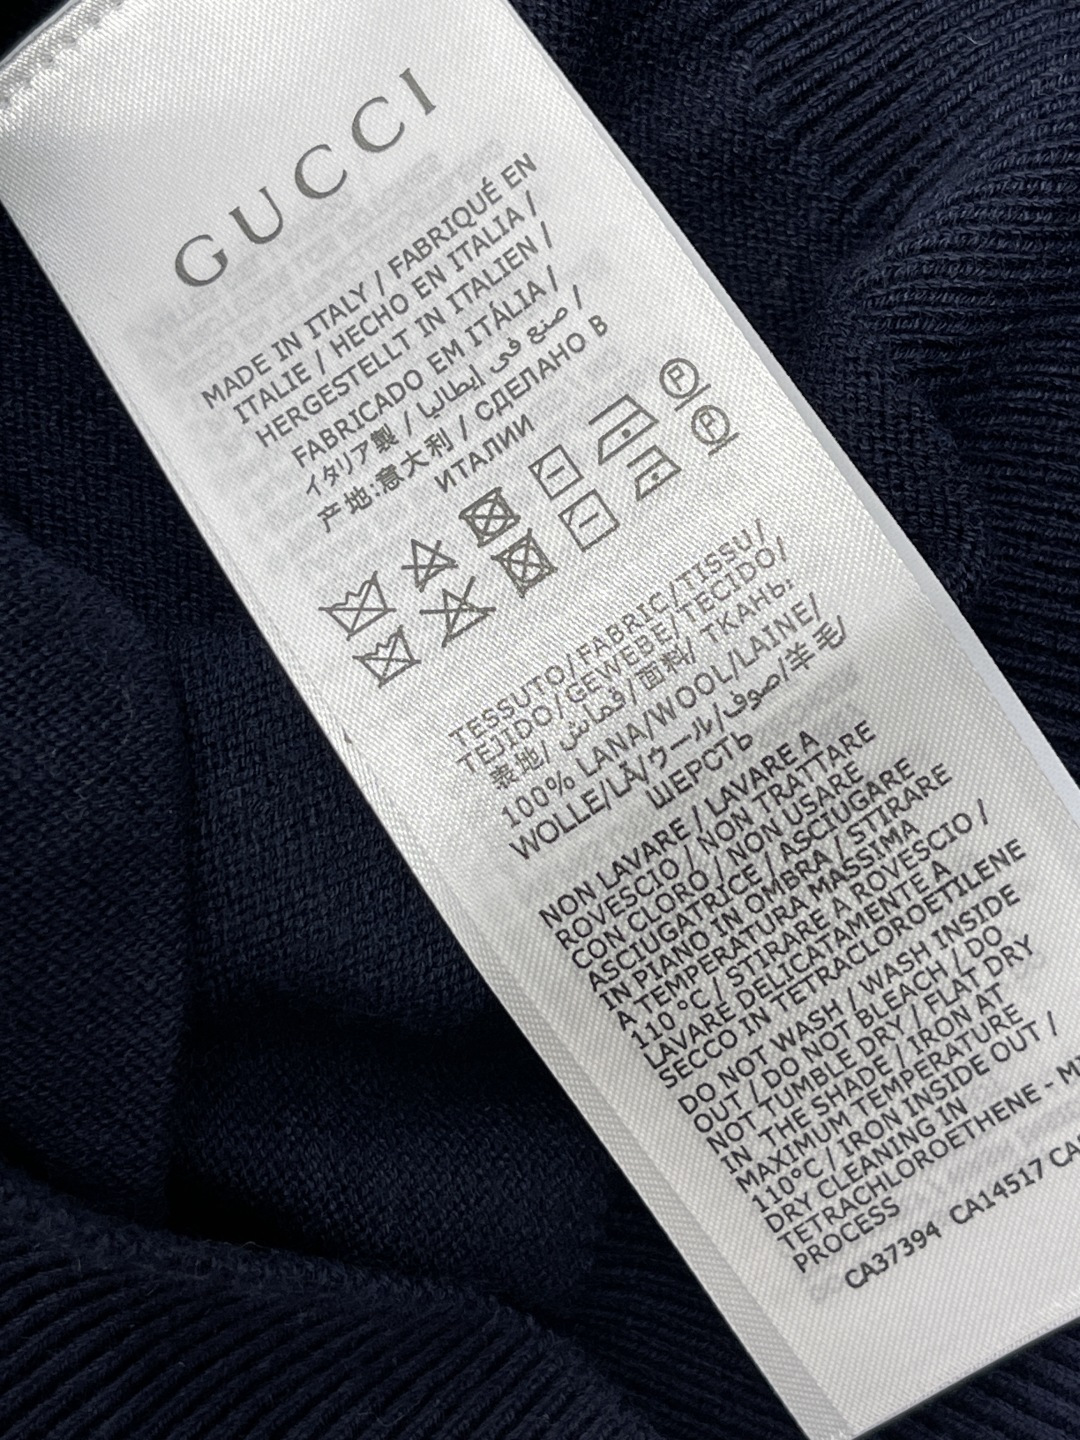 GUCCI
MADE IN ITALY / FABRIQUÉ EN
ITALIE / HECHO EN ITALIA /
HERGESTELLT IN ITALIEN /
FABRICADO EM ITÁLIA /
イタリア製 / صنع في ايطاليا /
产地:意大利 / СДЕЛАНО В
ИТАЛИИ
TESSUTO/FABRIC/TISSU/
TEJIDO/GEWEBE/TECIDO/
表地/ قماش/面料/ ТКАНЬ:
100% LANA/WOOL/LAINE/
WOLLE/LÃ/ウール/صوف/羊毛/
ШЕРСТЬ
NON LAVARE / LAVARE A
ROVESCIO / NON TRATTARE
CON CLORO / NON USARE
ASCIUGATRICE / ASCIUGARE
IN PIANO IN OMBRA / STIRARE
A TEMPERATURA MASSIMA
110 °C / STIRARE A ROVESCIO /
LAVARE DELICATAMENTE A
SECCO IN TETRACLOROETILENE
DO NOT WASH / WASH INSIDE
OUT / DO NOT BLEACH / DO
NOT TUMBLE DRY / FLAT DRY
IN THE SHADE / IRON AT
MAXIMUM TEMPERATURE
110°C / IRON INSIDE OUT /
DRY CLEANING IN
TETRACHLOROETHENE -
PROCESS
CA37394 CA14517 CA